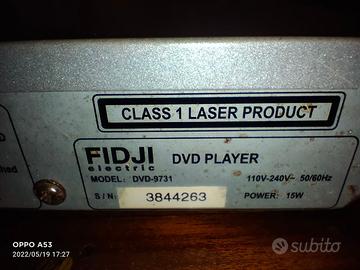 CLASS 1 LASER PRODUCT
FIDJI
electric
DVD PLAYER
MODEL: DVD-9731 110V-240V~ 50/60Hz
S/N: 3844263 POWER: 15W
OPPO A53
2022/05/19 17:27
subito